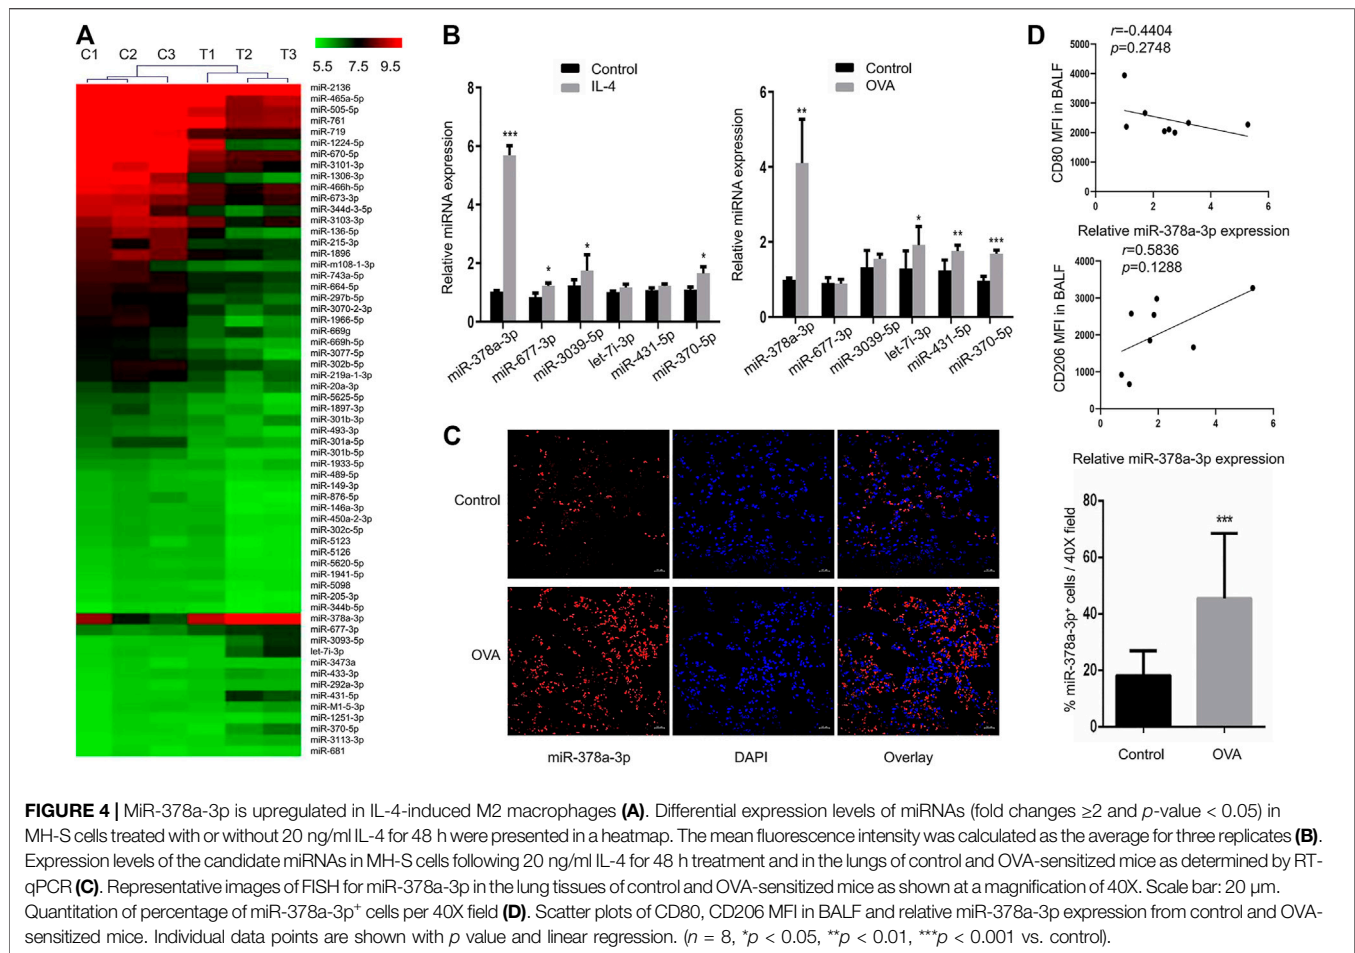 A
C1 C2 C3 T1 T2 T3
5.5 7.5 9.5
miR-2136
miR-465a-5p
miR-505-5p
miR-761
miR-719
miR-1224-5p
miR-670-5p
miR-3101-3p
miR-1306-3p
miR-466h-5p
miR-673-3p
miR-344d-3-5p
miR-3103-3p
miR-136-5p
miR-215-3p
miR-1896
miR-m108-1-3p
miR-743a-5p
miR-664-5p
miR-297b-5p
miR-3070-2-3p
miR-1966-5p
miR-669g
miR-669h-5p
miR-3077-5p
miR-302b-5p
miR-219a-1-3p
miR-20a-3p
miR-5625-5p
miR-1897-3p
miR-301b-3p
miR-493-3p
miR-301a-5p
miR-301b-5p
miR-1933-5p
miR-489-5p
miR-149-3p
miR-876-5p
miR-146a-3p
miR-450a-2-3p
miR-302c-5p
miR-5123
miR-5126
miR-5620-5p
miR-1941-5p
miR-5098
miR-205-3p
miR-344b-5p
miR-378a-3p
miR-677-3p
miR-3093-5p
let-7i-3p
miR-3473a
miR-433-3p
miR-292a-3p
miR-431-5p
miR-M1-5-3p
miR-1251-3p
miR-370-5p
miR-3113-3p
miR-681
B
Control
IL-4
Relative miRNA expression
8
6
4
2
0
***
*
*
*
miR-378a-3p
miR-677-3p
miR-3039-5p
let-7i-3p
miR-431-5p
miR-370-5p
Control
OVA
Relative miRNA expression
6
4
2
0
**
*
**
***
miR-378a-3p
miR-677-3p
miR-3039-5p
let-7i-3p
miR-431-5p
miR-370-5p
C
Control
OVA
miR-378a-3p DAPI Overlay
D
r=-0.4404
p=0.2748
CD80 MFI in BALF
5000
4000
3000
2000
1000
0
0 2 4 6
Relative miR-378a-3p expression
r=0.5836
p=0.1288
CD206 MFI in BALF
4000
3000
2000
1000
0
0 2 4 6
Relative miR-378a-3p expression
% miR-378a-3p⁺ cells / 40X field
80
60
40
20
0
***
Control OVA
FIGURE 4 | MiR-378a-3p is upregulated in IL-4-induced M2 macrophages (A). Differential expression levels of miRNAs (fold changes ≥2 and p-value < 0.05) in
MH-S cells treated with or without 20 ng/ml IL-4 for 48 h were presented in a heatmap. The mean fluorescence intensity was calculated as the average for three replicates (B).
Expression levels of the candidate miRNAs in MH-S cells following 20 ng/ml IL-4 for 48 h treatment and in the lungs of control and OVA-sensitized mice as determined by RT-
qPCR (C). Representative images of FISH for miR-378a-3p in the lung tissues of control and OVA-sensitized mice as shown at a magnification of 40X. Scale bar: 20 μm.
Quantitation of percentage of miR-378a-3p⁺ cells per 40X field (D). Scatter plots of CD80, CD206 MFI in BALF and relative miR-378a-3p expression from control and OVA-
sensitized mice. Individual data points are shown with p value and linear regression. (n = 8, *p < 0.05, **p < 0.01, ***p < 0.001 vs. control).